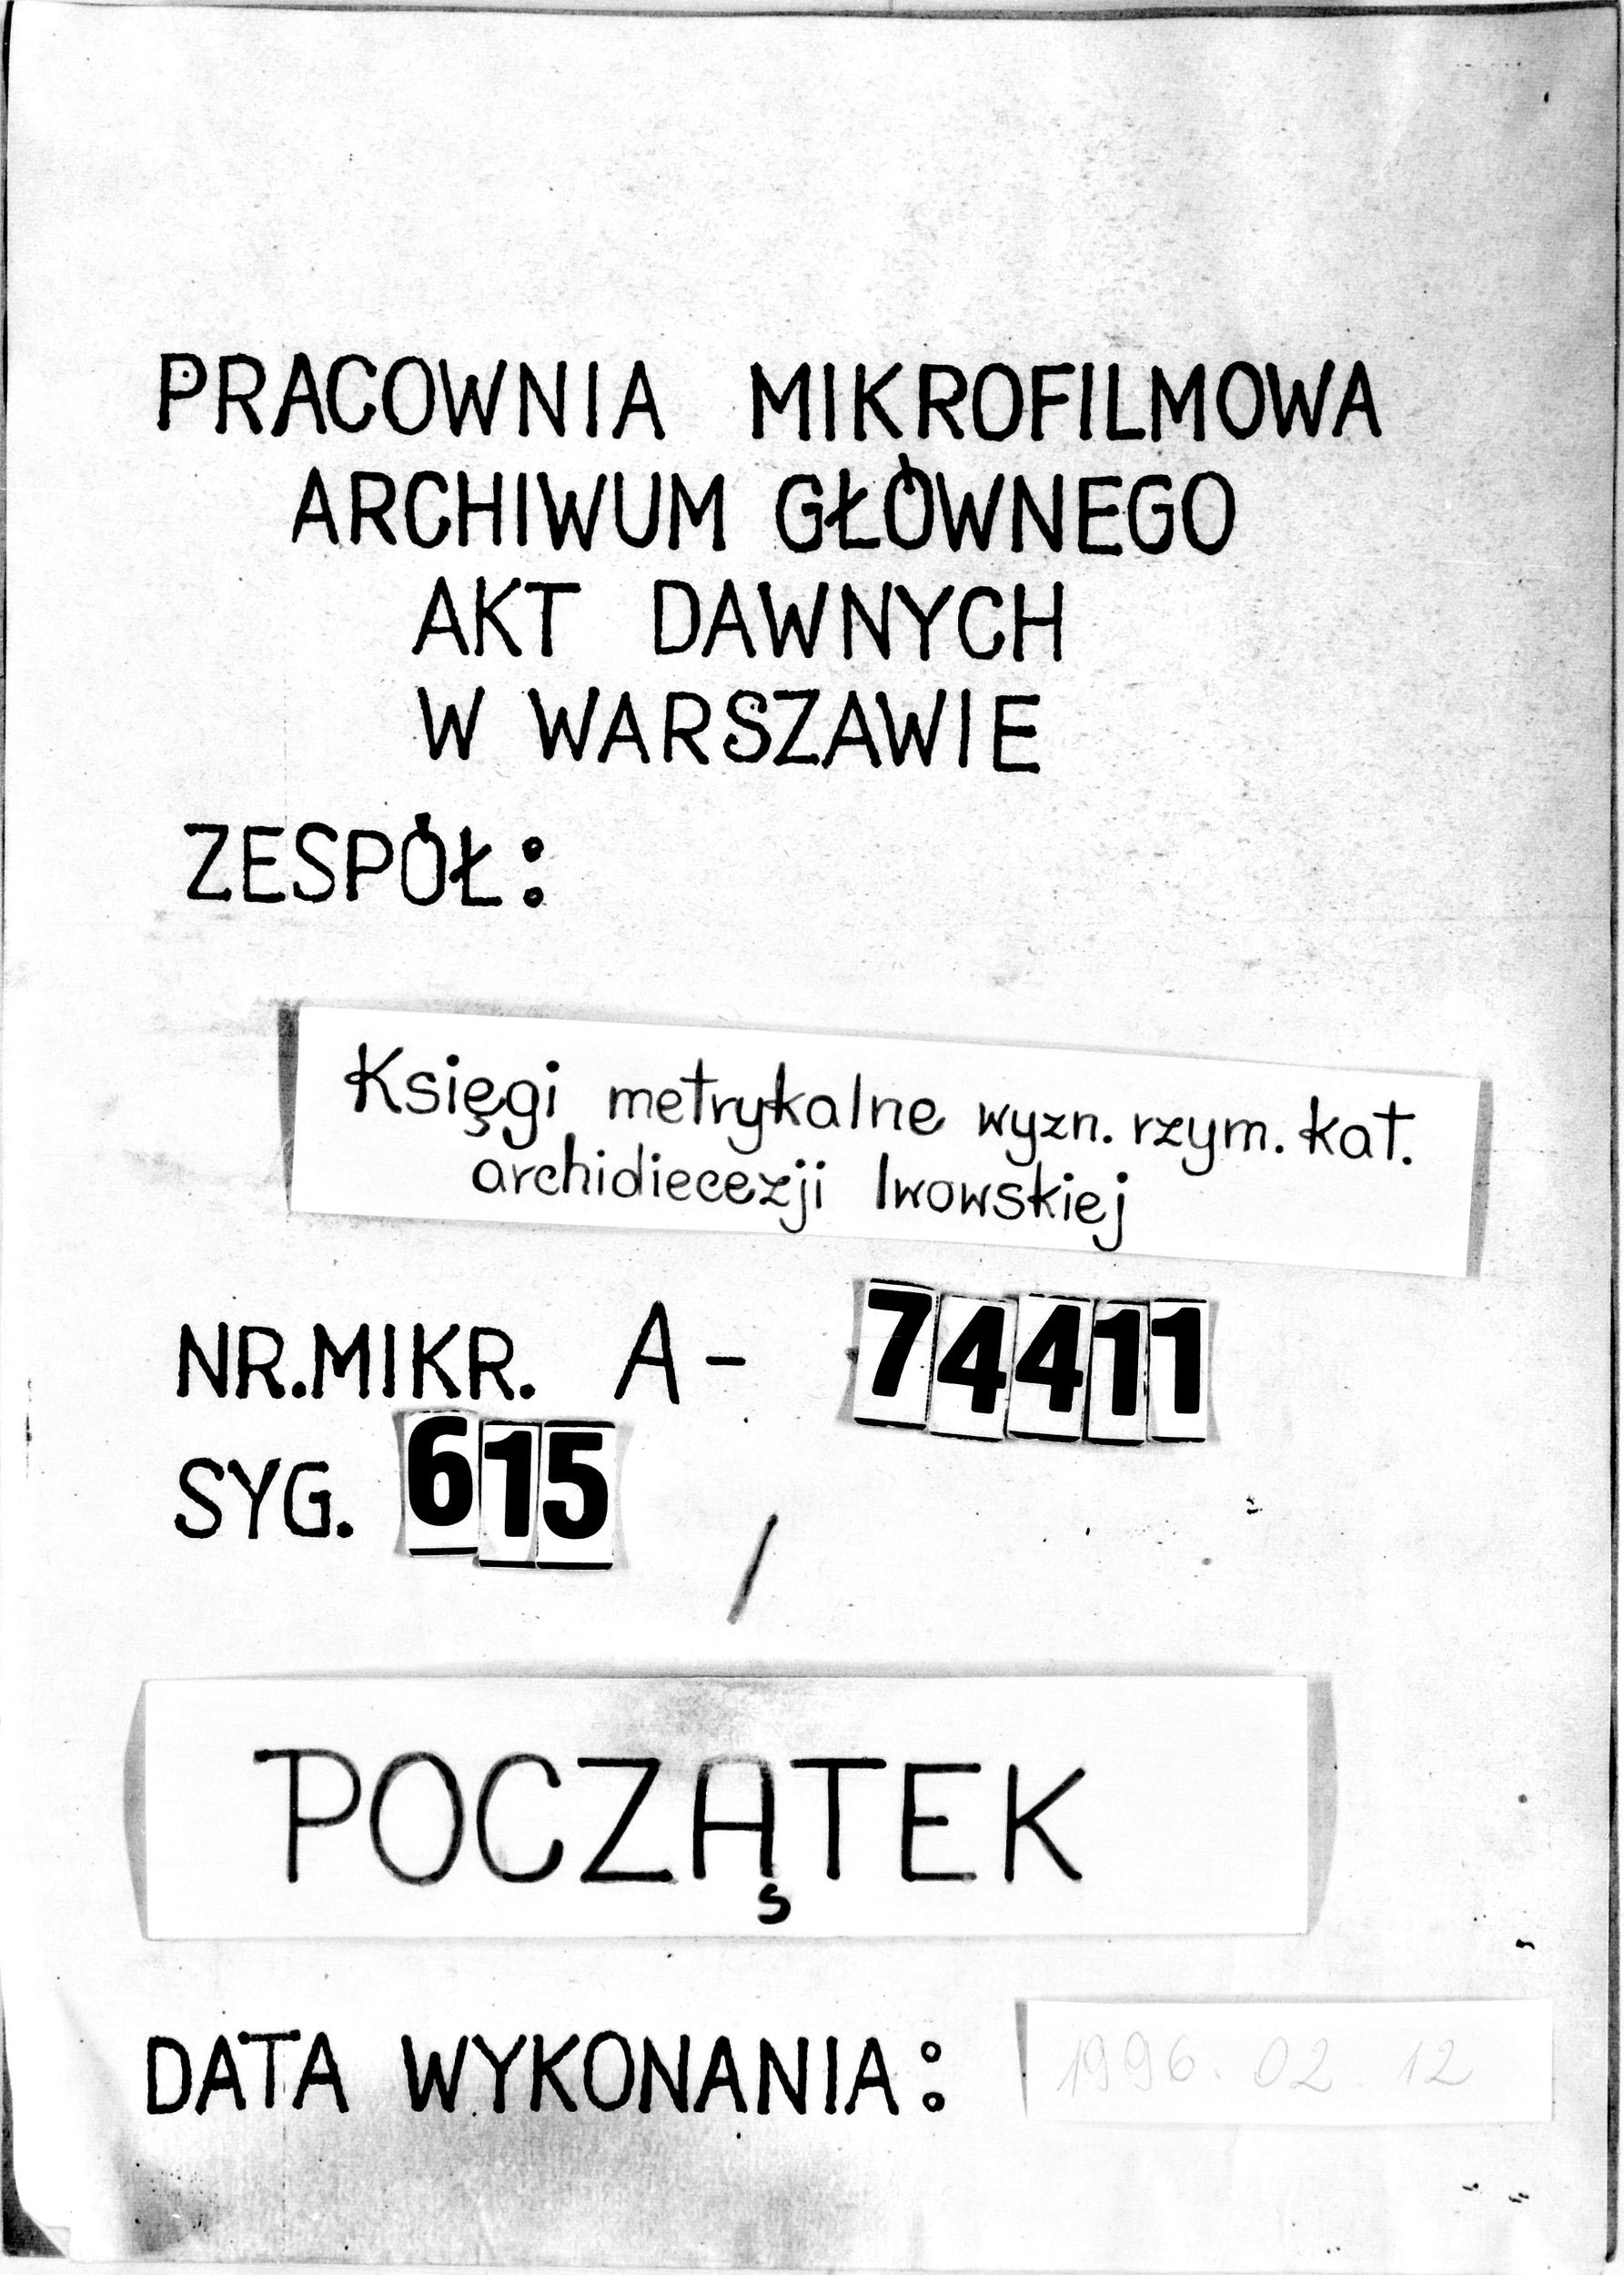 PRACOWNIA MIKROFILMOWA
ARCHIWUM GŁÓWNEGO
AKT DAWNYCH
W WARSZAWIE
ZESPÓŁ:
Księgi metrykalne wyzn. rzym. kat.
archidiecezji lwowskiej
NR.MIKR. A- 74411
SYG. 615 /
POCZĄTEK
DATA WYKONANIA: 1996.02.12